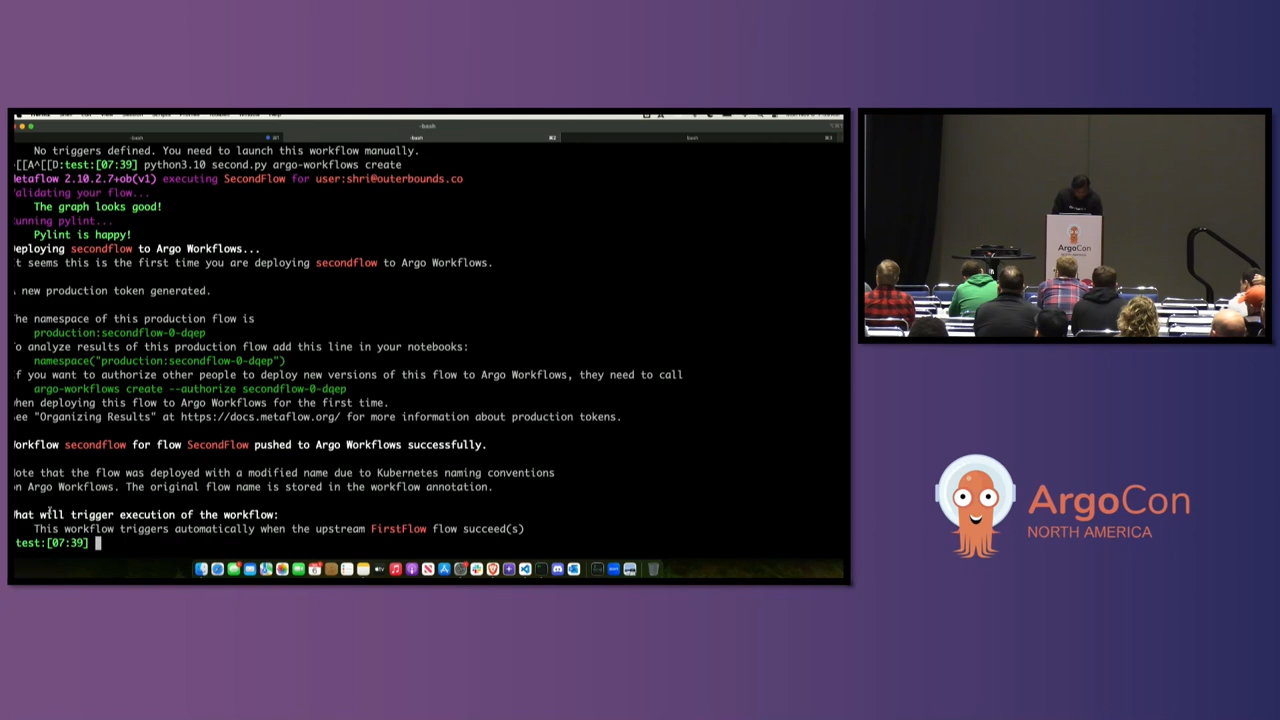 -bash
-bash
⌘2
bash
⌘3
No triggers defined. You need to launch this workflow manually.
[[A^[[D:test:[07:39] python3.10 second.py argo-workflows create
etaflow 2.10.2.7+ob(v1) executing SecondFlow for user:shri@outerbounds.co
alidating your flow...
The graph looks good!
unning pylint...
Pylint is happy!
eploying secondflow to Argo Workflows...
t seems this is the first time you are deploying secondflow to Argo Workflows.
new production token generated.
he namespace of this production flow is
production:secondflow-0-dqep
o analyze results of this production flow add this line in your notebooks:
namespace("production:secondflow-0-dqep")
f you want to authorize other people to deploy new versions of this flow to Argo Workflows, they need to call
argo-workflows create --authorize secondflow-0-dqep
hen deploying this flow to Argo Workflows for the first time.
ee "Organizing Results" at https://docs.metaflow.org/ for more information about production tokens.
orkflow secondflow for flow SecondFlow pushed to Argo Workflows successfully.
ote that the flow was deployed with a modified name due to Kubernetes naming conventions
n Argo Workflows. The original flow name is stored in the workflow annotation.
hat will trigger execution of the workflow:
This workflow triggers automatically when the upstream FirstFlow flow succeed(s)
test:[07:39]
ArgoCon
ArgoCon
NORTH AMERICA